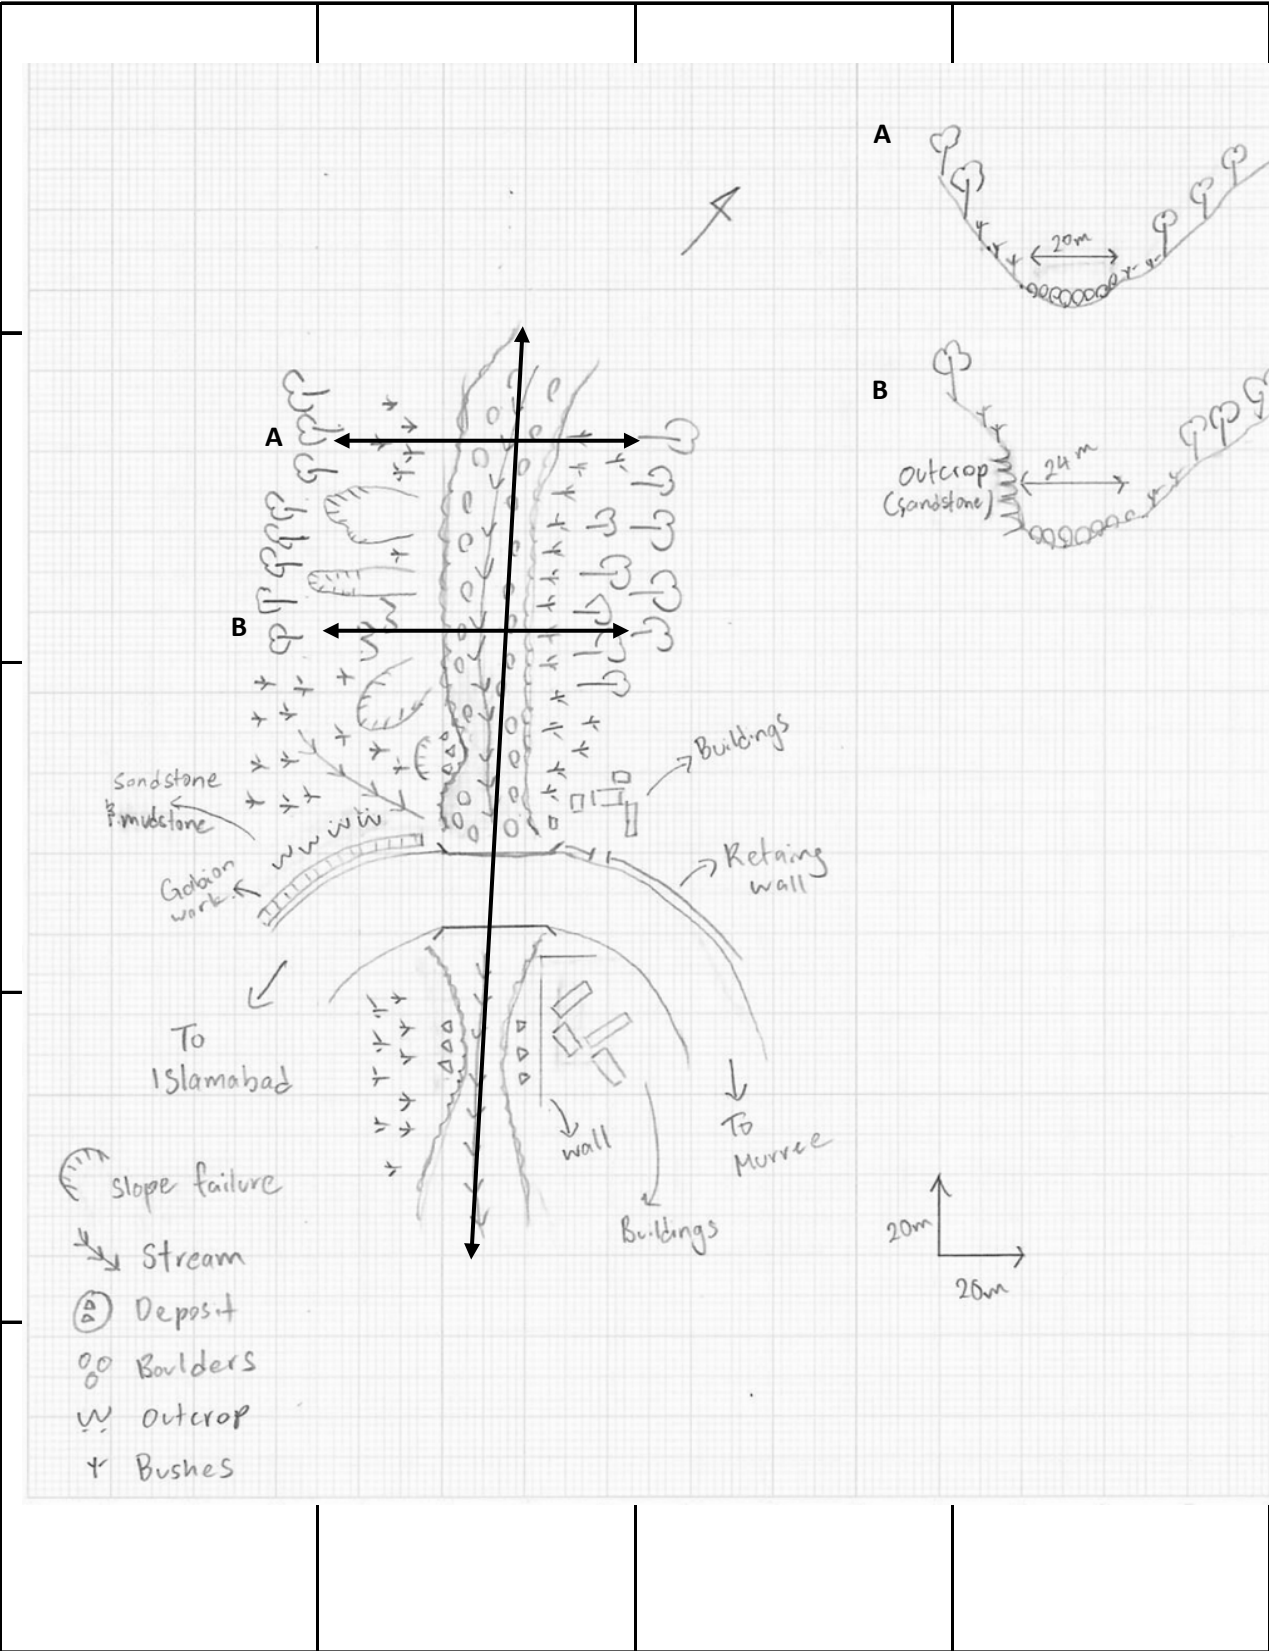 A
20m
B
24 m
Outcrop
(Sandstone)
A
B
Buildings
Sandstone
& mudstone
Gabion
work
Retaing
wall
To
Islamabad
wall
To
Murree
Buildings
slope failure
Stream
Deposit
Boulders
outcrop
Bushes
20m
20m